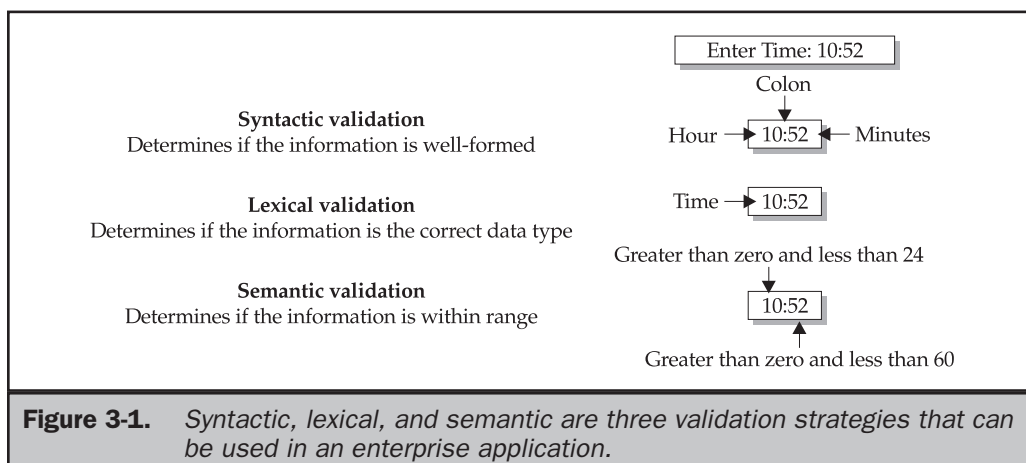 Enter Time: 10:52
Colon
Syntactic validation
Determines if the information is well-formed
Hour
10:52
Minutes
Lexical validation
Determines if the information is the correct data type
Time
10:52
Greater than zero and less than 24
Semantic validation
Determines if the information is within range
10:52
Greater than zero and less than 60
Figure 3-1. Syntactic, lexical, and semantic are three validation strategies that can
be used in an enterprise application.